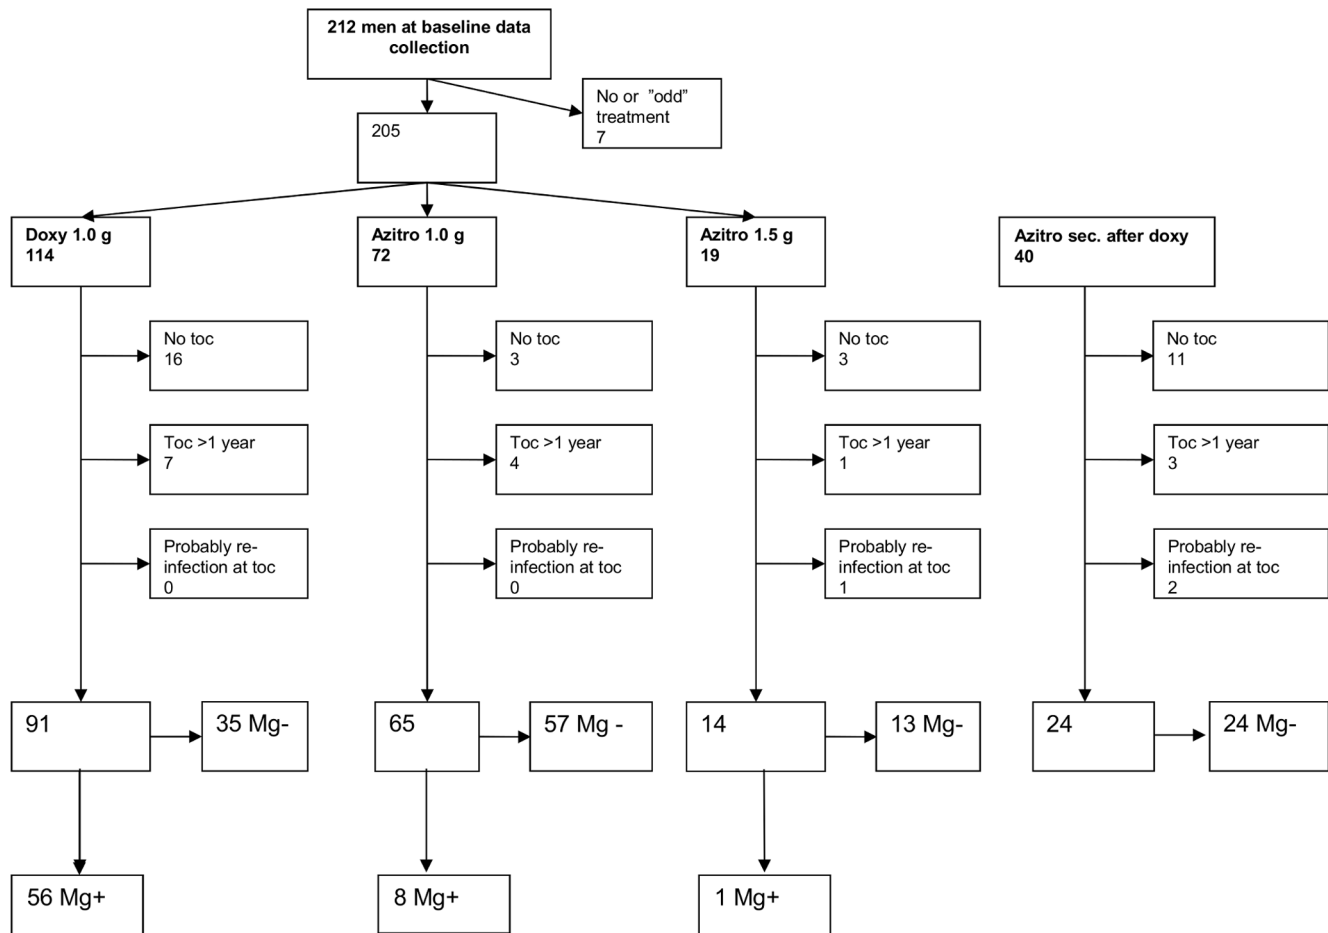 212 men at baseline data
collection
No or ”odd”
treatment
7
205
Doxy 1.0 g
114
Azitro 1.0 g
72
Azitro 1.5 g
19
Azitro sec. after doxy
40
No toc
16
No toc
3
No toc
3
No toc
11
Toc >1 year
7
Toc >1 year
4
Toc >1 year
1
Toc >1 year
3
Probably re-
infection at toc
0
Probably re-
infection at toc
0
Probably re-
infection at toc
1
Probably re-
infection at toc
2
91
35 Mg-
65
57 Mg -
14
13 Mg-
24
24 Mg-
56 Mg+
8 Mg+
1 Mg+